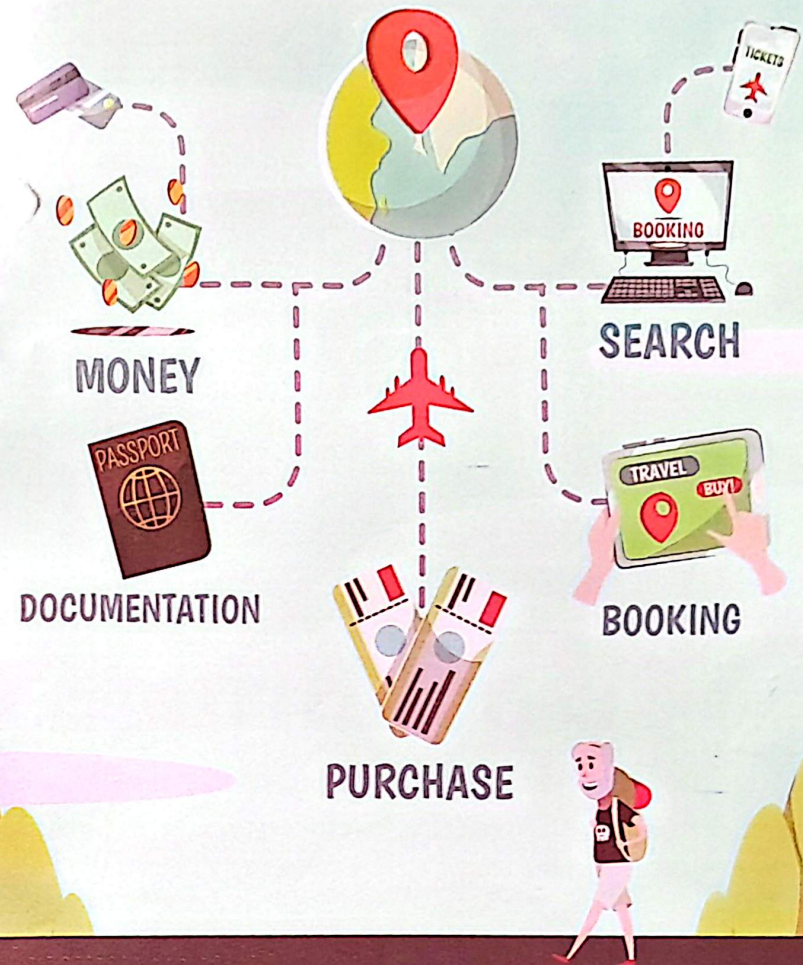 TICKETS
BOOKING
SEARCH
MONEY
PASSPORT
TRAVEL
BUY!
DOCUMENTATION
BOOKING
PURCHASE